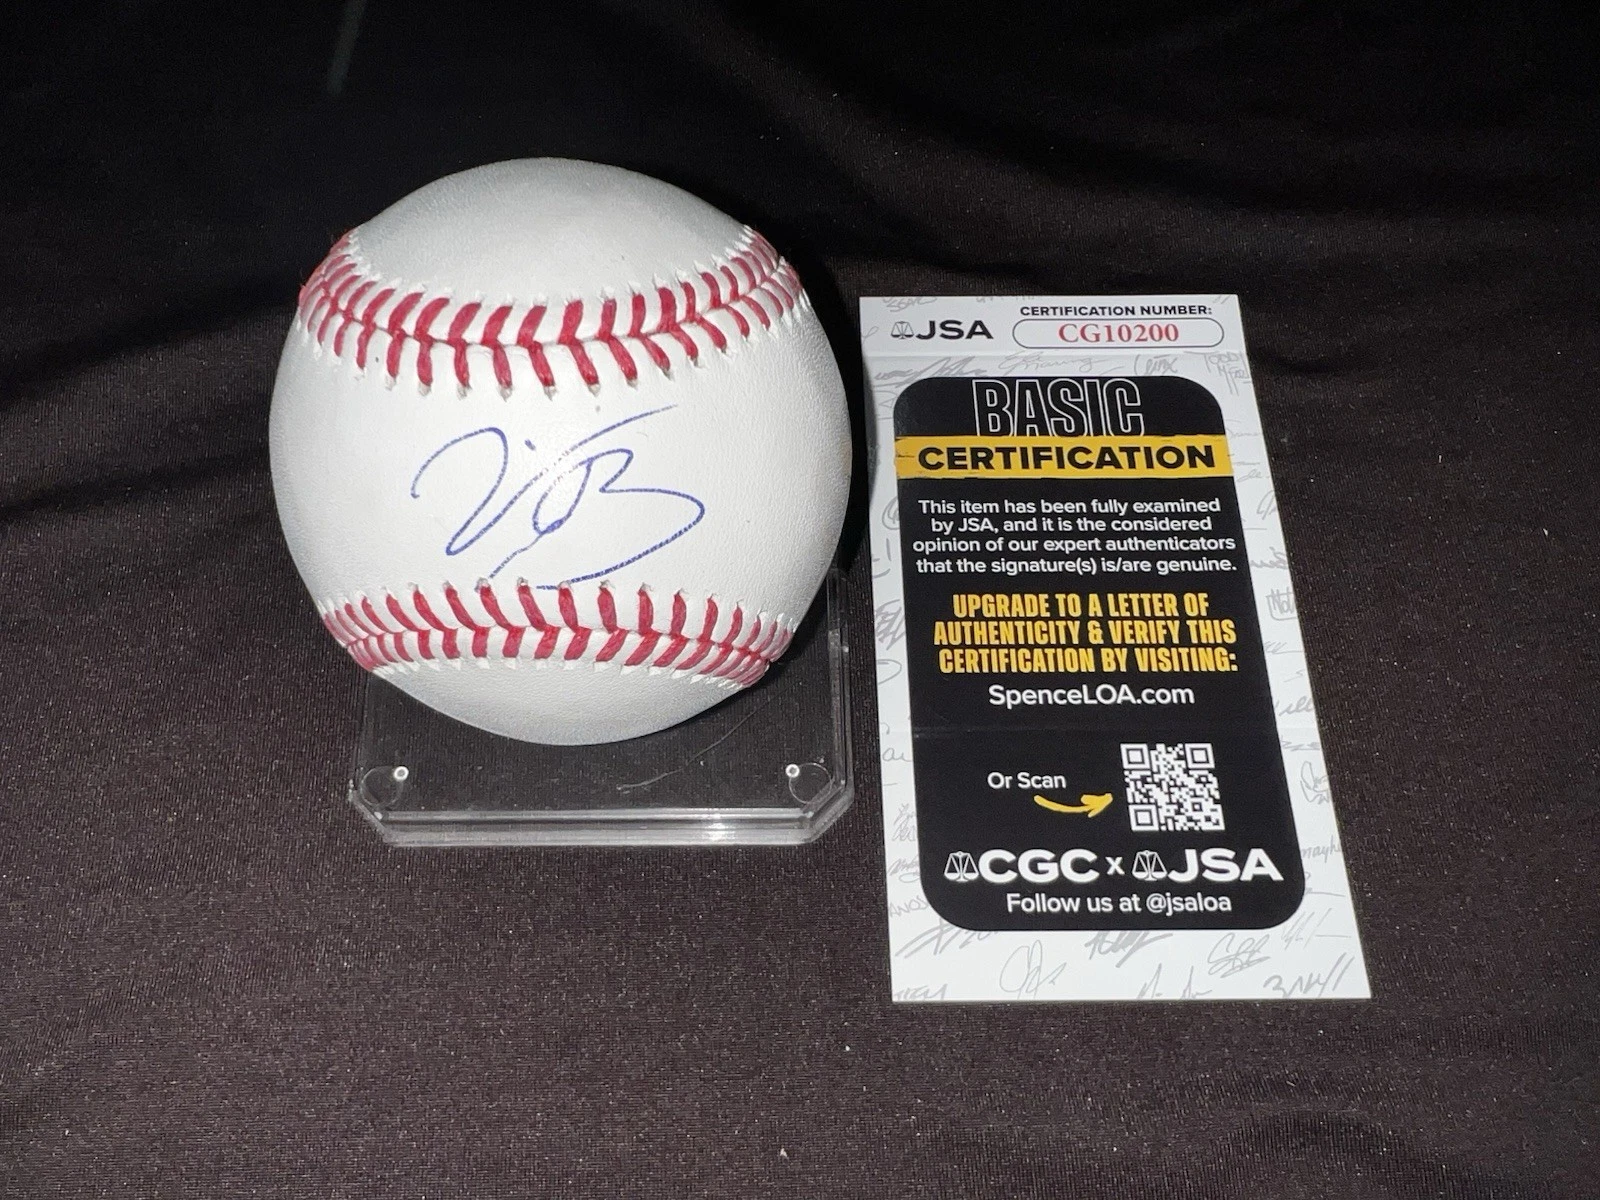 JSA
CERTIFICATION NUMBER:
CG10200
BASIC
CERTIFICATION
This item has been fully examined
by JSA, and it is the considered
opinion of our expert authenticators
that the signature(s) is/are genuine.
UPGRADE TO A LETTER OF
AUTHENTICITY & VERIFY THIS
CERTIFICATION BY VISITING:
SpenceLOA.com
Or Scan
CGC x JSA
Follow us at @jsaloa